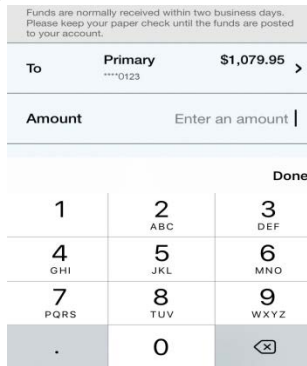 Funds are normally received within two business days.
Please keep your paper check until the funds are posted
to your account.
To Primary $1,079.95 >
****0123
Amount Enter an amount
Done
1 2 3
ABC DEF
4 5 6
GHI JKL MNO
7 8 9
PQRS TUV WXYZ
. 0